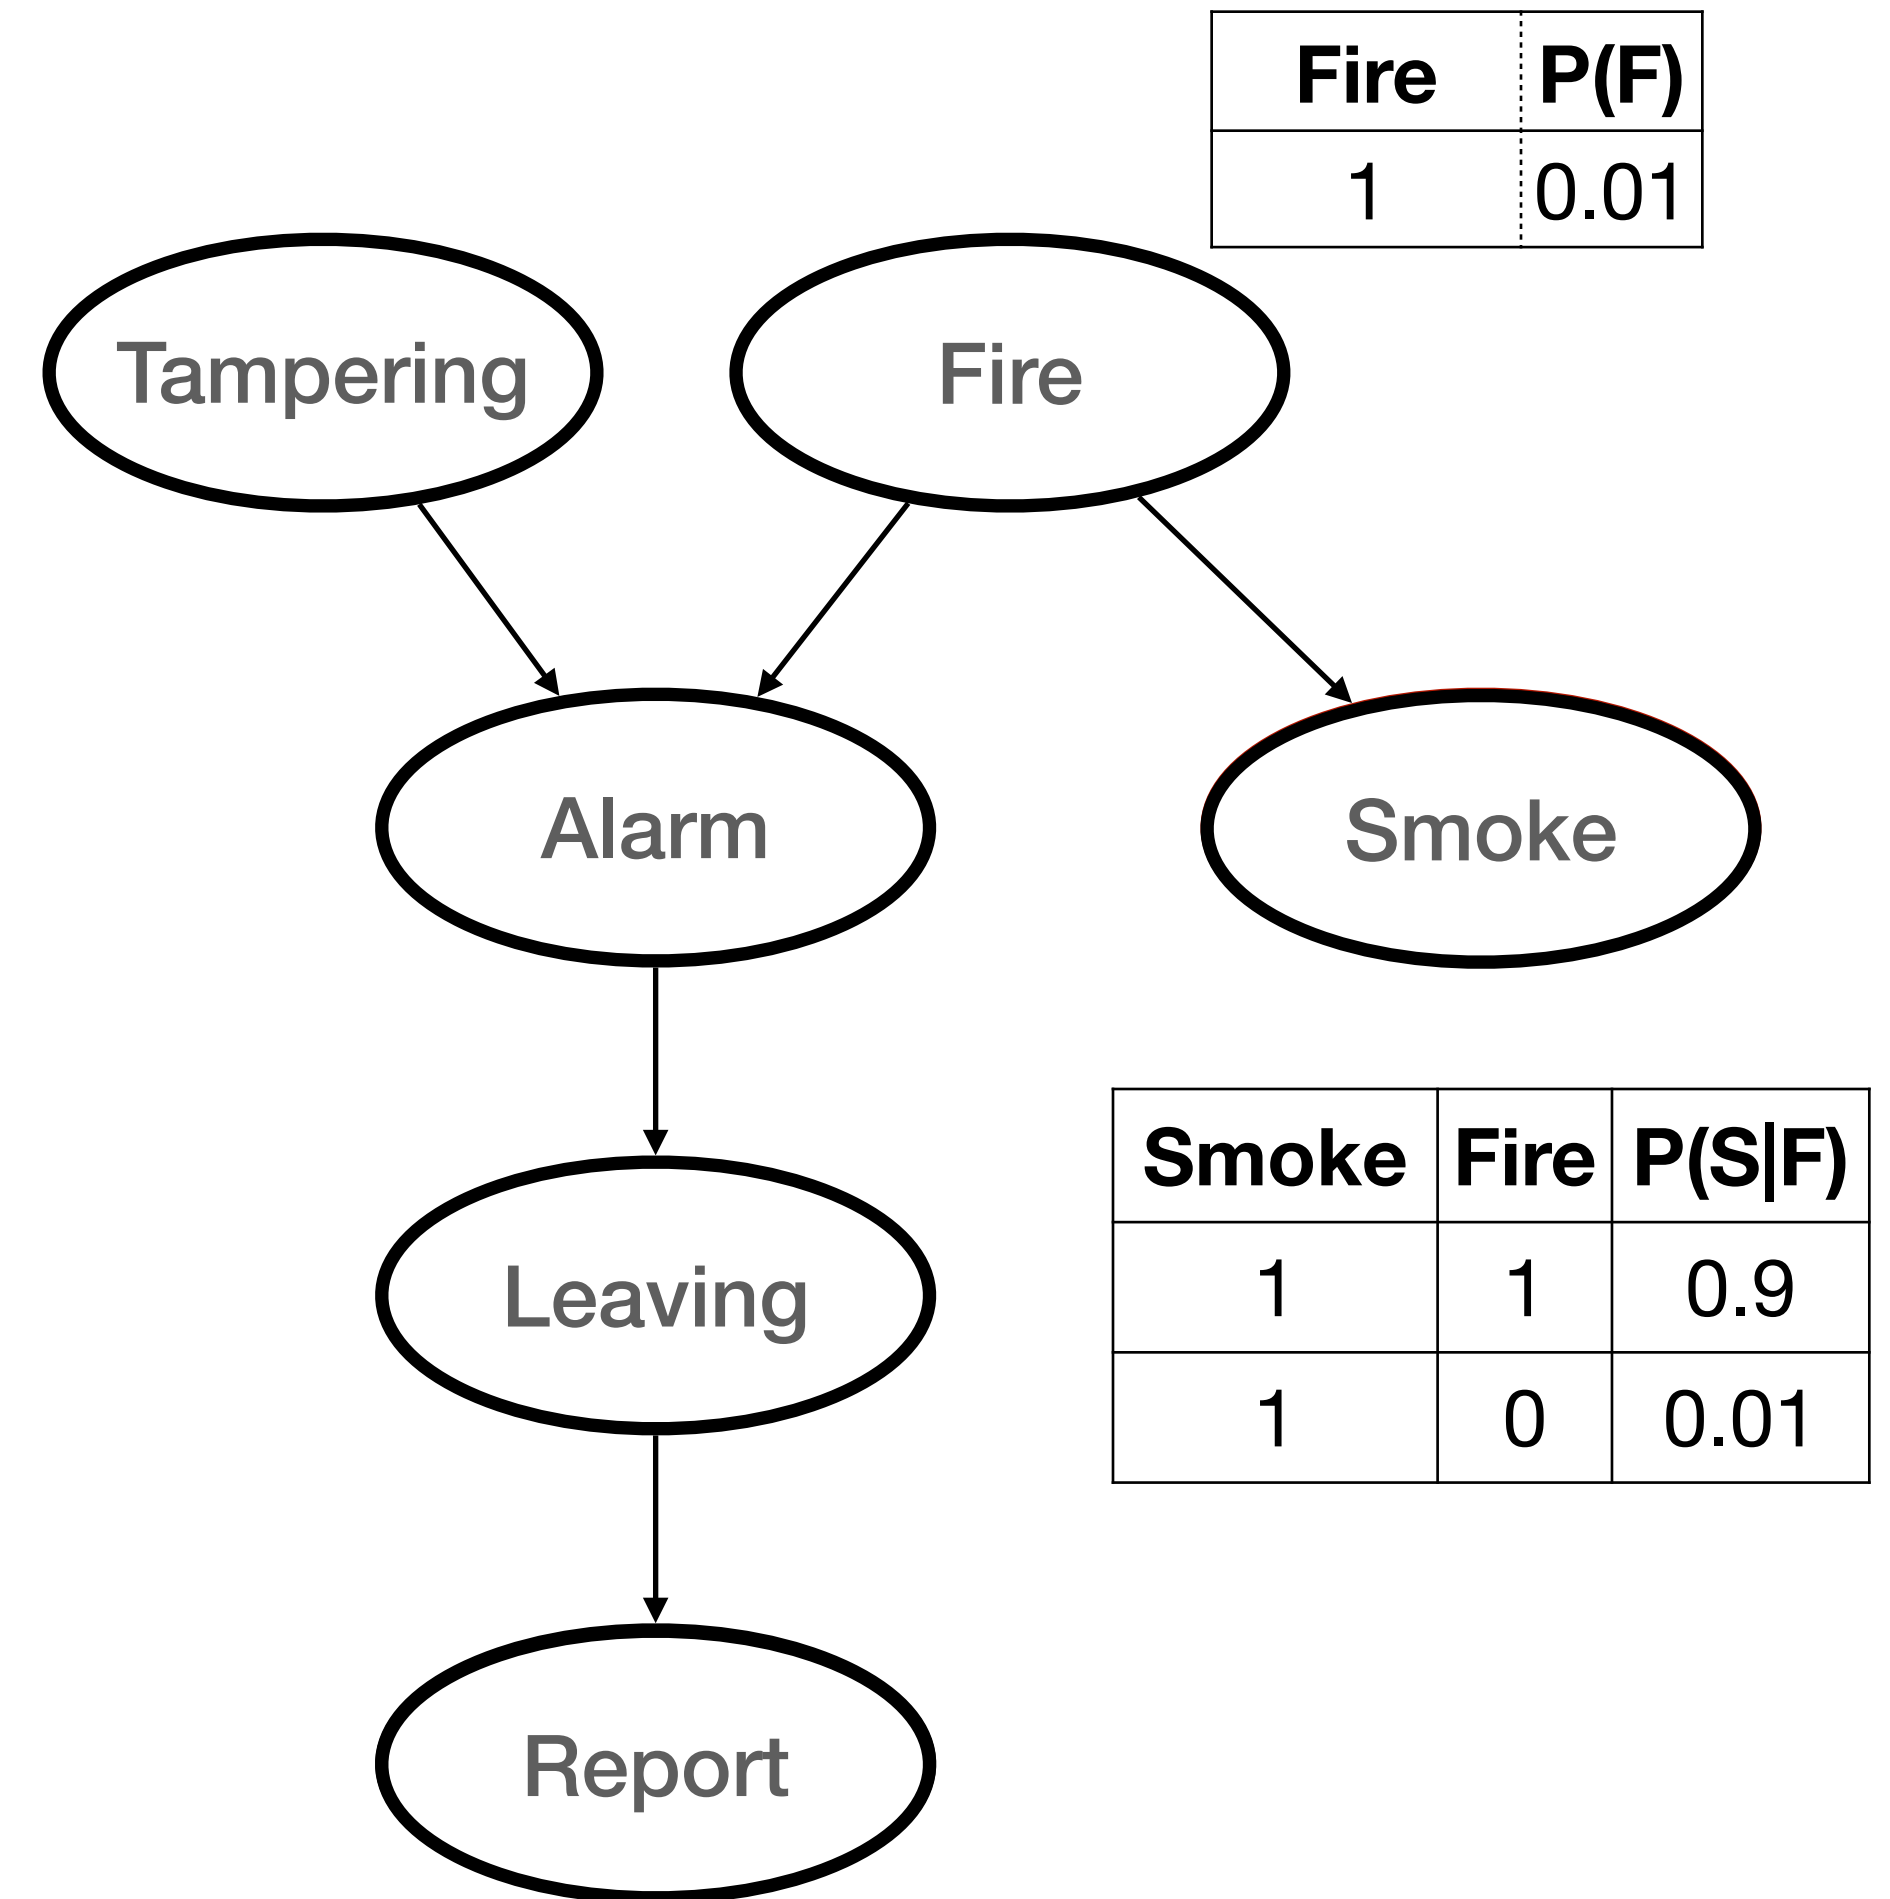 Fire P(F)
1 0.01
Tampering
Fire
Alarm
Smoke
Smoke Fire P(S|F)
1 1 0.9
1 0 0.01
Leaving
Report